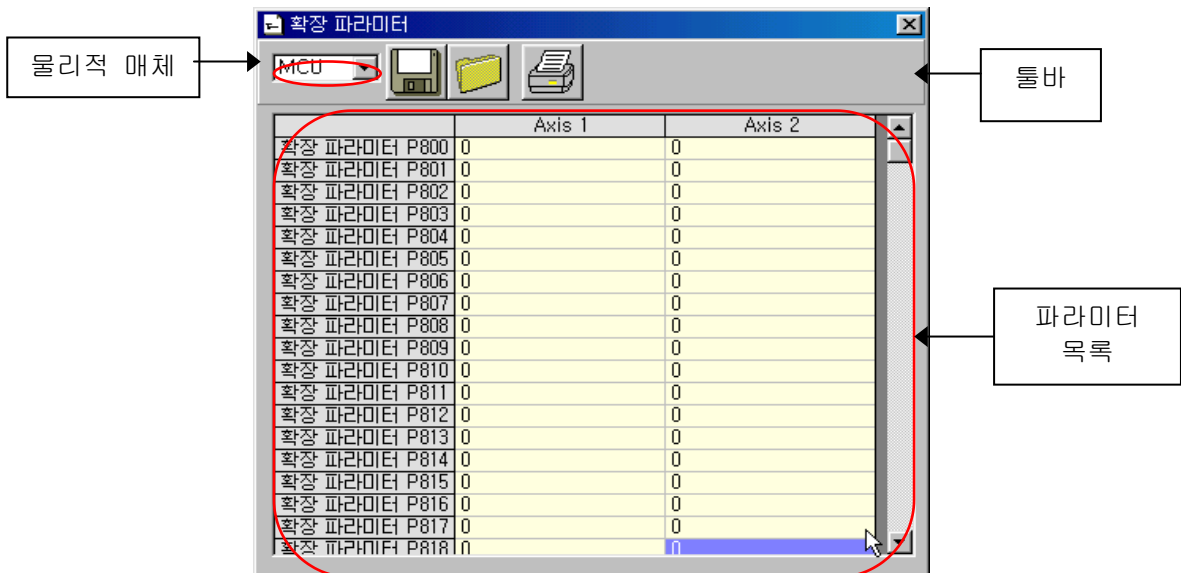 확장 파라미터
물리적 매체
MCU
툴바
Axis 1 Axis 2
확장 파라미터 P800 0 0
확장 파라미터 P801 0 0
확장 파라미터 P802 0 0
확장 파라미터 P803 0 0
확장 파라미터 P804 0 0
확장 파라미터 P805 0 0
확장 파라미터 P806 0 0
확장 파라미터 P807 0 0
확장 파라미터 P808 0 0
확장 파라미터 P809 0 0
확장 파라미터 P810 0 0
확장 파라미터 P811 0 0
확장 파라미터 P812 0 0
확장 파라미터 P813 0 0
확장 파라미터 P814 0 0
확장 파라미터 P815 0 0
확장 파라미터 P816 0 0
확장 파라미터 P817 0 0
확장 파라미터 P818 0 0
파라미터
목록